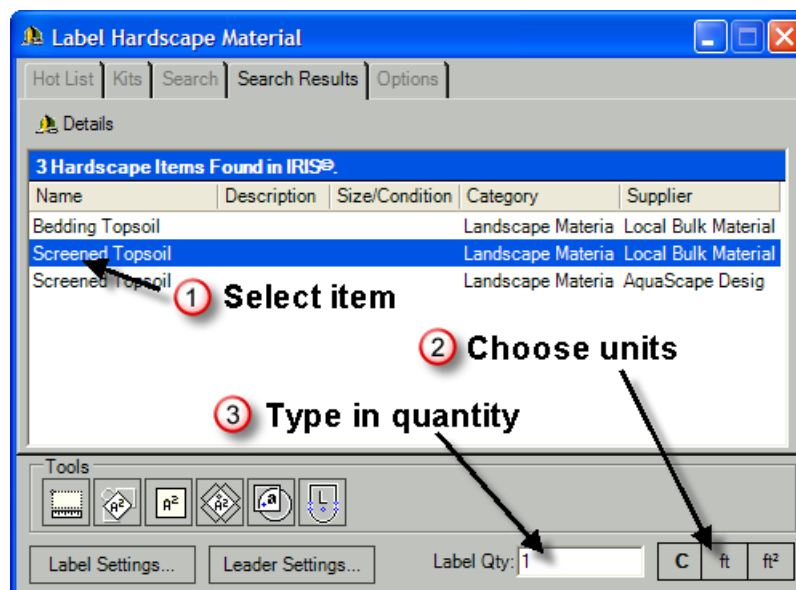 Label Hardscape Material
Hot List Kits Search Search Results Options
Details
3 Hardscape Items Found in IRIS®.
Name Description Size/Condition Category Supplier
Bedding Topsoil Landscape Materia Local Bulk Material
Screened Topsoil Landscape Materia Local Bulk Material
Screened Topsoil Landscape Materia AquaScape Desig
1 Select item
2 Choose units
3 Type in quantity
Tools
A² A² A² a L
Label Settings... Leader Settings... Label Qty: 1 C ft ft²